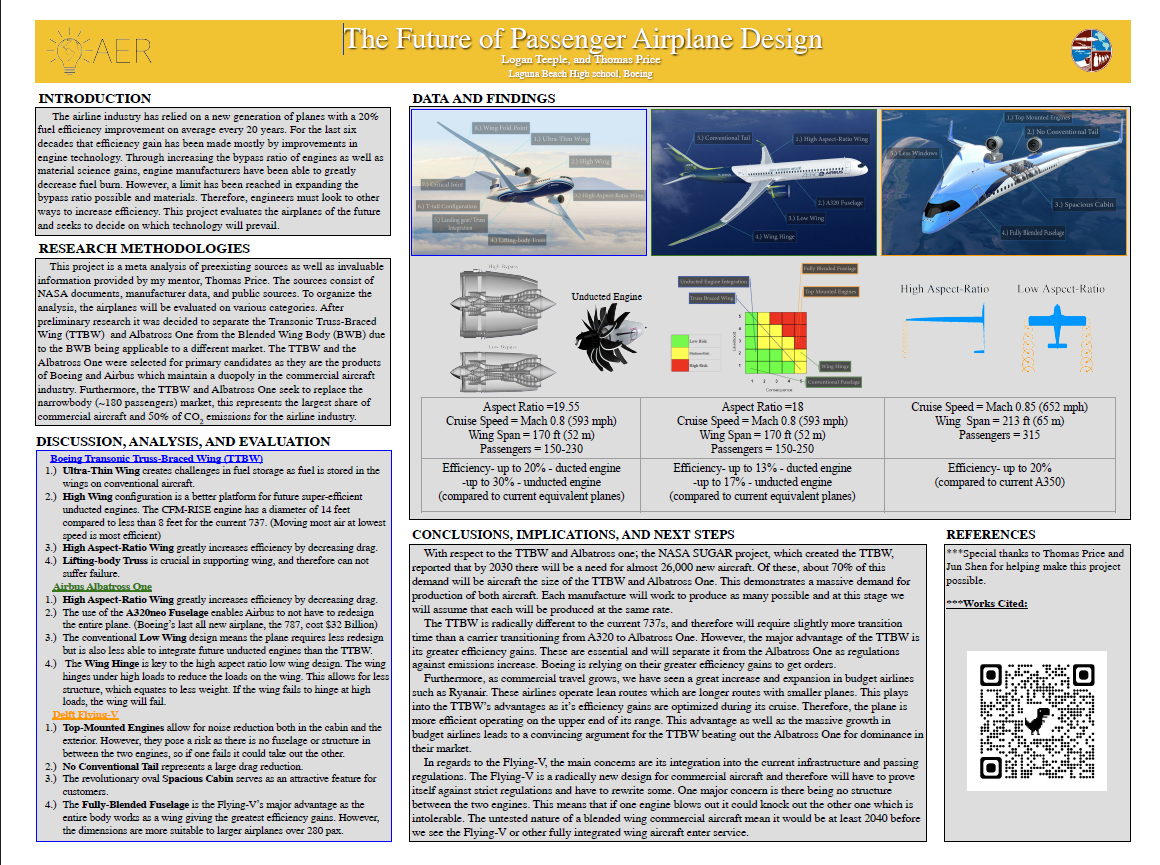 AER
The Future of Passenger Airplane Design
Logan Teeple, and Thomas Price
Laguna Beach High school, Boeing
INTRODUCTION
The airline industry has relied on a new generation of planes with a 20%
fuel efficiency improvement on average every 20 years. For the last six
decades that efficiency gain has been made mostly by improvements in
engine technology. Through increasing the bypass ratio of engines as well as
material science gains, engine manufacturers have been able to greatly
decrease fuel burn. However, a limit has been reached in expanding the
bypass ratio possible and materials. Therefore, engineers must look to other
ways to increase efficiency. This project evaluates the airplanes of the future
and seeks to decide on which technology will prevail.
RESEARCH METHODOLOGIES
This project is a meta analysis of preexisting sources as well as invaluable
information provided by my mentor, Thomas Price. The sources consist of
NASA documents, manufacturer data, and public sources. To organize the
analysis, the airplanes will be evaluated on various categories. After
preliminary research it was decided to separate the Transonic Truss-Braced
Wing (TTBW) and Albatross One from the Blended Wing Body (BWB) due
to the BWB being applicable to a different market. The TTBW and the
Albatross One were selected for primary candidates as they are the products
of Boeing and Airbus which maintain a duopoly in the commercial aircraft
industry. Furthermore, the TTBW and Albatross One seek to replace the
narrowbody (~180 passengers) market, this represents the largest share of
commercial aircraft and 50% of CO2 emissions for the airline industry.
DISCUSSION, ANALYSIS, AND EVALUATION
Boeing Transonic Truss-Braced Wing (TTBW)
1.) Ultra-Thin Wing creates challenges in fuel storage as fuel is stored in the
wings on conventional aircraft.
2.) High Wing configuration is a better platform for future super-efficient
unducted engines. The CFM-RISE engine has a diameter of 14 feet
compared to less than 8 feet for the current 737. (Moving most air at lowest
speed is most efficient)
3.) High Aspect-Ratio Wing greatly increases efficiency by decreasing drag.
4.) Lifting-body Truss is crucial in supporting wing, and therefore can not
suffer failure.
Airbus Albatross One
1.) High Aspect-Ratio Wing greatly increases efficiency by decreasing drag.
2.) The use of the A320neo Fuselage enables Airbus to not have to redesign
the entire plane. (Boeing's last all new airplane, the 787, cost $32 Billion)
3.) The conventional Low Wing design means the plane requires less redesign
but is also less able to integrate future unducted engines than the TTBW.
4.) The Wing Hinge is key to the high aspect ratio low wing design. The wing
hinges under high loads to reduce the loads on the wing. This allows for less
structure, which equates to less weight. If the wing fails to hinge at high
loads, the wing will fail.
Delft Flying-V
1.) Top-Mounted Engines allow for noise reduction both in the cabin and the
exterior. However, they pose a risk as there is no fuselage or structure in
between the two engines, so if one fails it could take out the other.
2.) No Conventional Tail represents a large drag reduction.
3.) The revolutionary oval Spacious Cabin serves as an attractive feature for
customers.
4.) The Fully-Blended Fuselage is the Flying-V's major advantage as the
entire body works as a wing giving the greatest efficiency gains. However,
the dimensions are more suitable to larger airplanes over 280 pax.
DATA AND FINDINGS
8.) Wing Fold Point
1.) Ultra-Thin Wing
2.) High Wing
3.) High Aspect-Ratio Wing
7.) Critical Joint
6.) T-tail Configuration
5.) Landing gear/ Truss
Integration
4.) Lifting-body Truss
5.) Conventional Tail
1.) High Aspect-Ratio Wing
AIRBUS
2.) A320 Fuselage
3.) Low Wing
4.) Wing Hinge
1.) Top Mounted Engines
2.) No Conventional Tail
5.) Less Windows
3.) Spacious Cabin
4.) Fully Blended Fuselage
High Bypass
Low Bypass
Unducted Engine
Unducted Engine Integration
Truss-Braced Wing
Fully Blended Fuselage
Top Mounted Engines
Low Risk
Medium Risk
High Risk
5
4
3
2
1
1 2 3 4 5
Consequence
Wing Hinge
Conventional Fuselage
High Aspect-Ratio
Low Aspect-Ratio
Aspect Ratio =19.55
Cruise Speed = Mach 0.8 (593 mph)
Wing Span = 170 ft (52 m)
Passengers = 150-230
Aspect Ratio =18
Cruise Speed = Mach 0.8 (593 mph)
Wing Span = 170 ft (52 m)
Passengers = 150-250
Cruise Speed = Mach 0.85 (652 mph)
Wing Span = 213 ft (65 m)
Passengers = 315
Efficiency- up to 20% - ducted engine
-up to 30% - unducted engine
(compared to current equivalent planes)
Efficiency- up to 13% - ducted engine
-up to 17% - unducted engine
(compared to current equivalent planes)
Efficiency- up to 20%
(compared to current A350)
CONCLUSIONS, IMPLICATIONS, AND NEXT STEPS
With respect to the TTBW and Albatross one; the NASA SUGAR project, which created the TTBW,
reported that by 2030 there will be a need for almost 26,000 new aircraft. Of these, about 70% of this
demand will be aircraft the size of the TTBW and Albatross One. This demonstrates a massive demand for
production of both aircraft. Each manufacture will work to produce as many possible and at this stage we
will assume that each will be produced at the same rate.
The TTBW is radically different to the current 737s, and therefore will require slightly more transition
time than a carrier transitioning from A320 to Albatross One. However, the major advantage of the TTBW is
its greater efficiency gains. These are essential and will separate it from the Albatross One as regulations
against emissions increase. Boeing is relying on their greater efficiency gains to get orders.
Furthermore, as commercial travel grows, we have seen a great increase and expansion in budget airlines
such as Ryanair. These airlines operate lean routes which are longer routes with smaller planes. This plays
into the TTBW's advantages as it's efficiency gains are optimized during its cruise. Therefore, the plane is
more efficient operating on the upper end of its range. This advantage as well as the massive growth in
budget airlines leads to a convincing argument for the TTBW beating out the Albatross One for dominance in
their market.
In regards to the Flying-V, the main concerns are its integration into the current infrastructure and passing
regulations. The Flying-V is a radically new design for commercial aircraft and therefore will have to prove
itself against strict regulations and have to rewrite some. One major concern is there being no structure
between the two engines. This means that if one engine blows out it could knock out the other one which is
intolerable. The untested nature of a blended wing commercial aircraft mean it would be at least 2040 before
we see the Flying-V or other fully integrated wing aircraft enter service.
REFERENCES
***Special thanks to Thomas Price and
Jun Shen for helping make this project
possible.
***Works Cited: